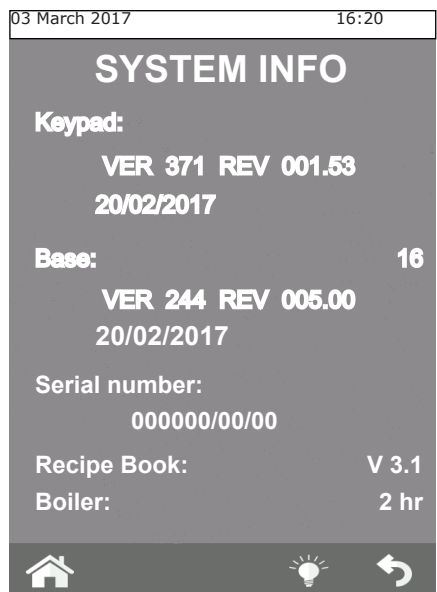 03 March 2017 16:20
SYSTEM INFO
Keypad:
VER 371 REV 001.53
20/02/2017
Base: 16
VER 244 REV 005.00
20/02/2017
Serial number:
000000/00/00
Recipe Book: V 3.1
Boiler: 2 hr